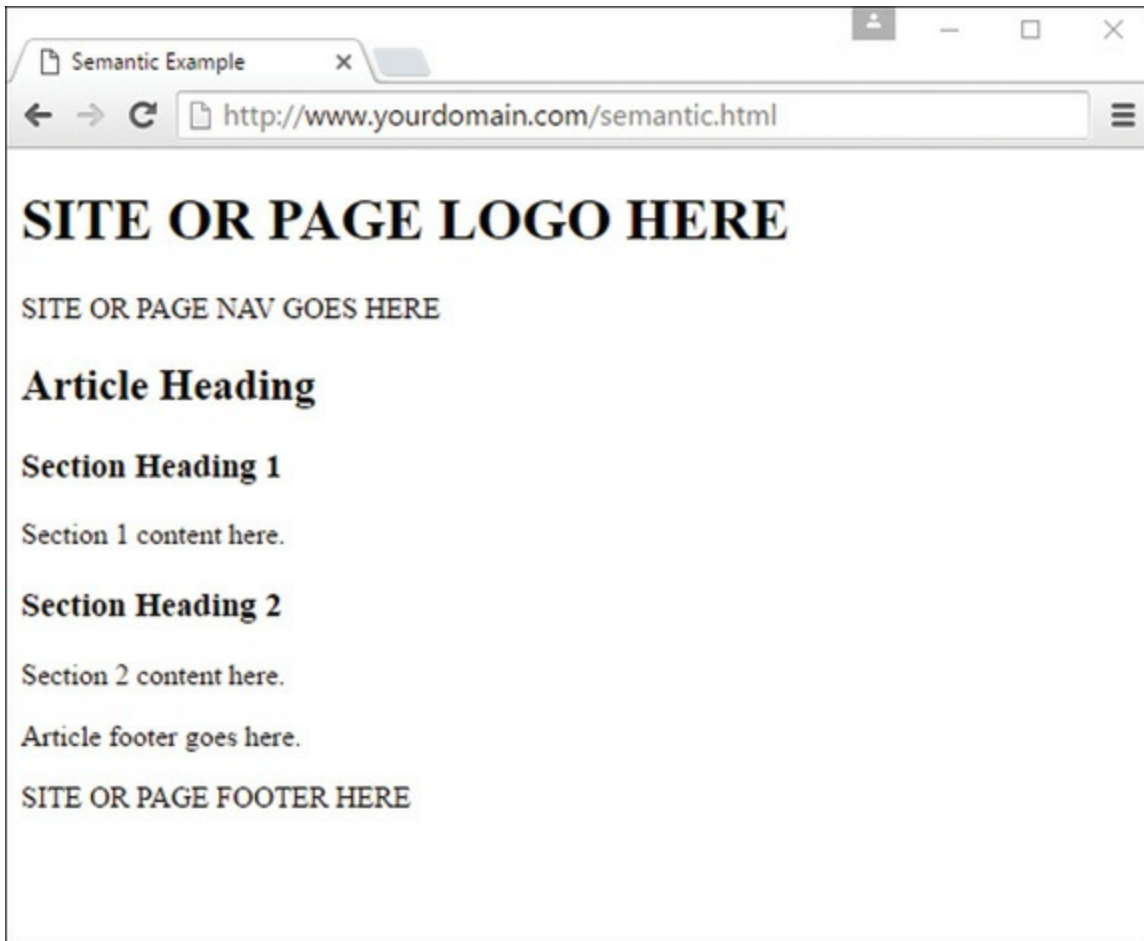 Semantic Example
http://www.yourdomain.com/semantic.html
SITE OR PAGE LOGO HERE
SITE OR PAGE NAV GOES HERE
Article Heading
Section Heading 1
Section 1 content here.
Section Heading 2
Section 2 content here.
Article footer goes here.
SITE OR PAGE FOOTER HERE